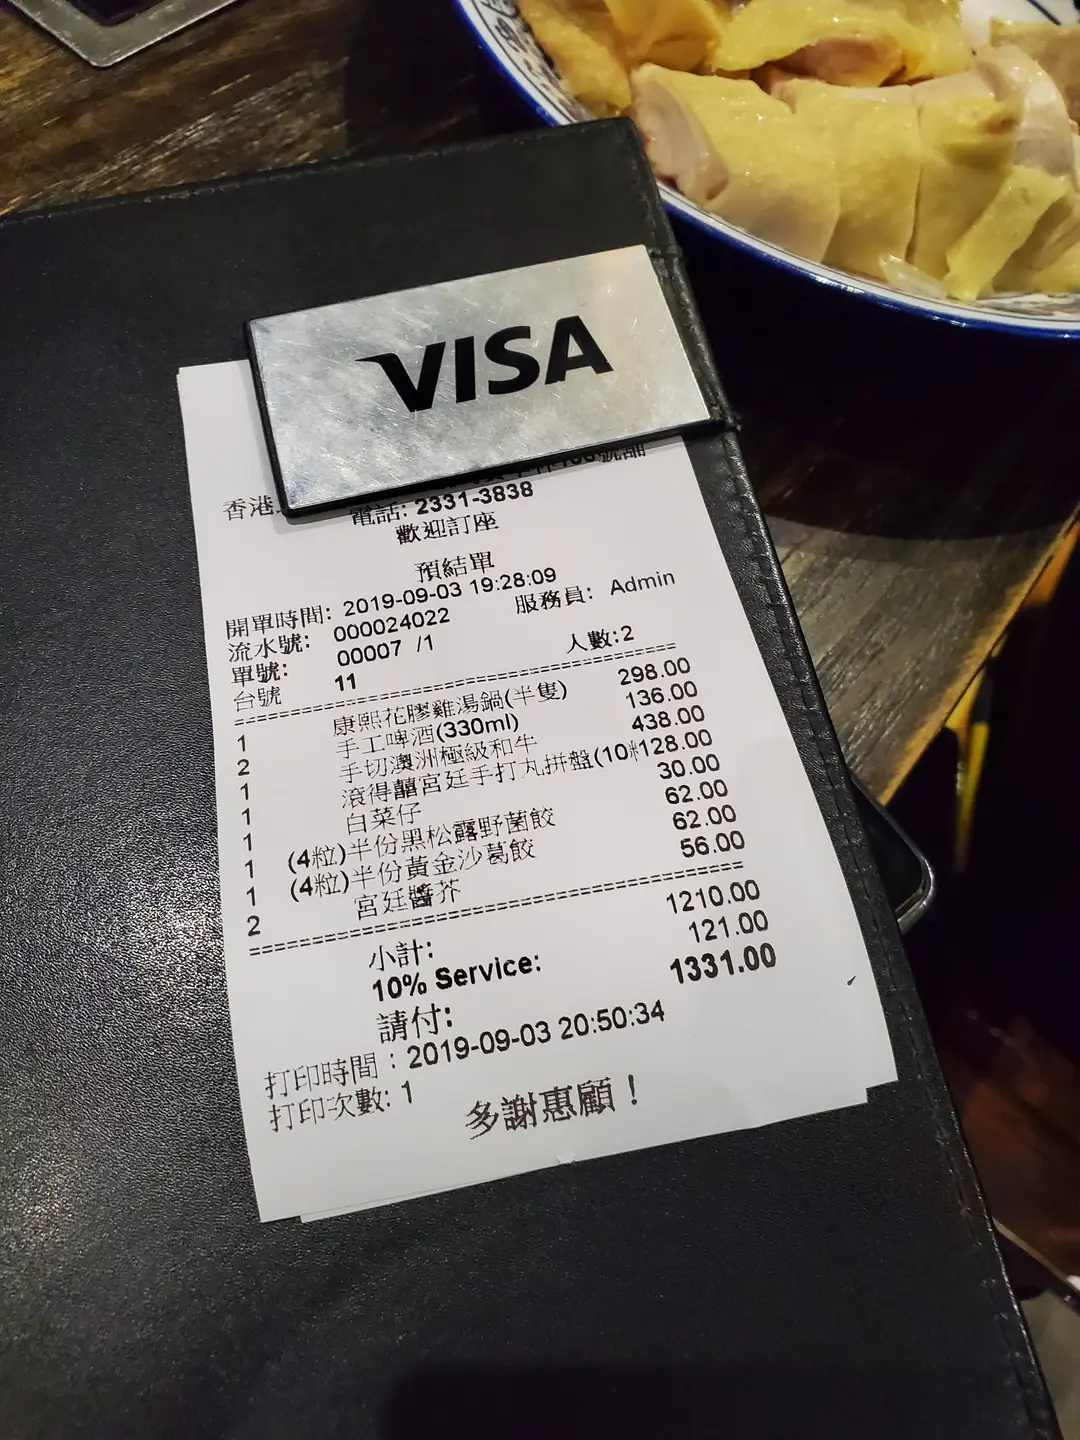 VISA
香港
號舖
電話: 2331-3838
歡迎訂座
預結單
開單時間: 2019-09-03 19:28:09
流水號: 000024022 服務員: Admin
單號: 00007 /1
台號 11 人數:2
1 康熙花膠雞湯鍋(半隻) 298.00
2 手工啤酒(330ml) 136.00
1 手切澳洲極級和牛 438.00
1 滾得囍宮廷手打丸拼盤(10 128.00
1 白菜仔 30.00
1 (4粒)半份黑松露野菌餃 62.00
1 (4粒)半份黃金沙葛餃 62.00
2 宮廷醬芥 56.00
小計: 1210.00
10% Service: 121.00
請付: 1331.00
打印時間: 2019-09-03 20:50:34
打印次數: 1
多謝惠顧!